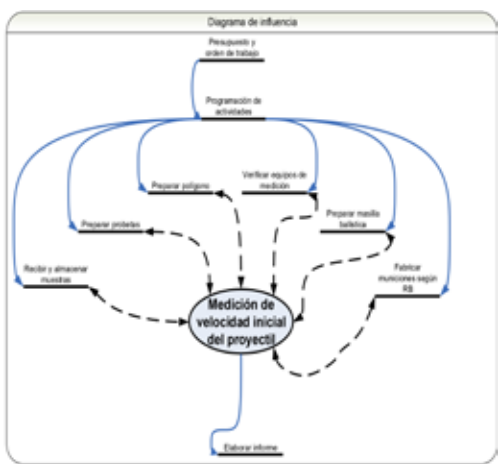 Diagrama de influencia
Presupuesto y
orden de trabajo
Programación de
actividades
Preparar polígono
Verificar equipos de
medición
Preparar probetas
Preparar masilla
balística
Recibir y almacenar
muestras
Fabricar
municiones según
RB
Medición de
velocidad inicial
del proyectil
Elaborar informe